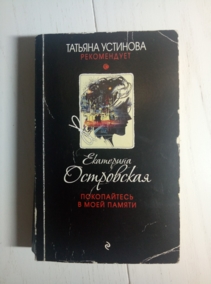 ТАТЬЯНА УСТИНОВА
РЕКОМЕНДУЕТ
Екатерина
Островская
ПОКОПАЙТЕСЬ
В МОЕЙ ПАМЯТИ